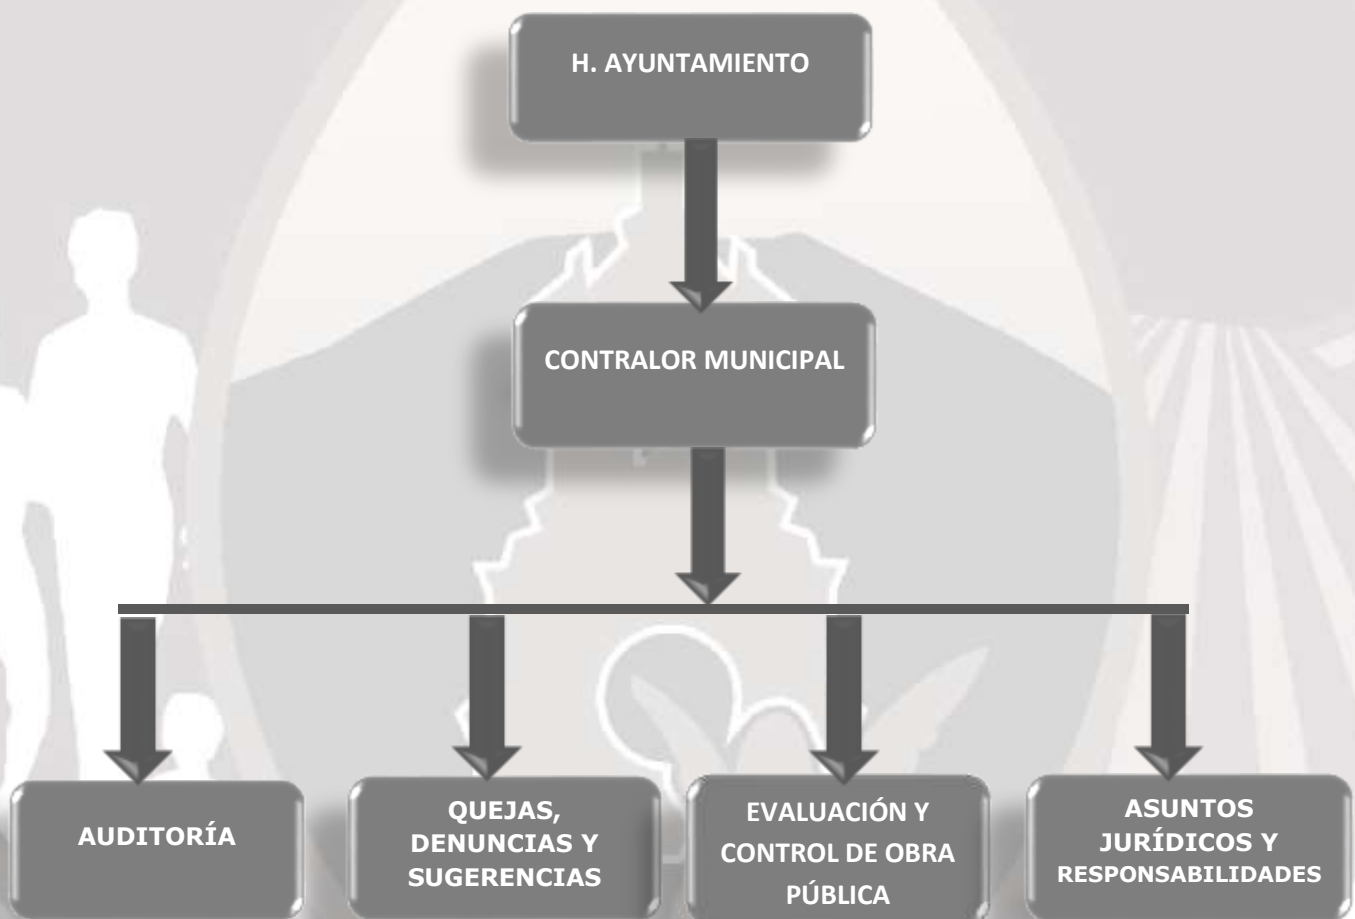 H. AYUNTAMIENTO
CONTRALOR MUNICIPAL
AUDITORÍA
QUEJAS,
DENUNCIAS Y
SUGERENCIAS
EVALUACIÓN Y
CONTROL DE OBRA
PÚBLICA
ASUNTOS
JURÍDICOS Y
RESPONSABILIDADES